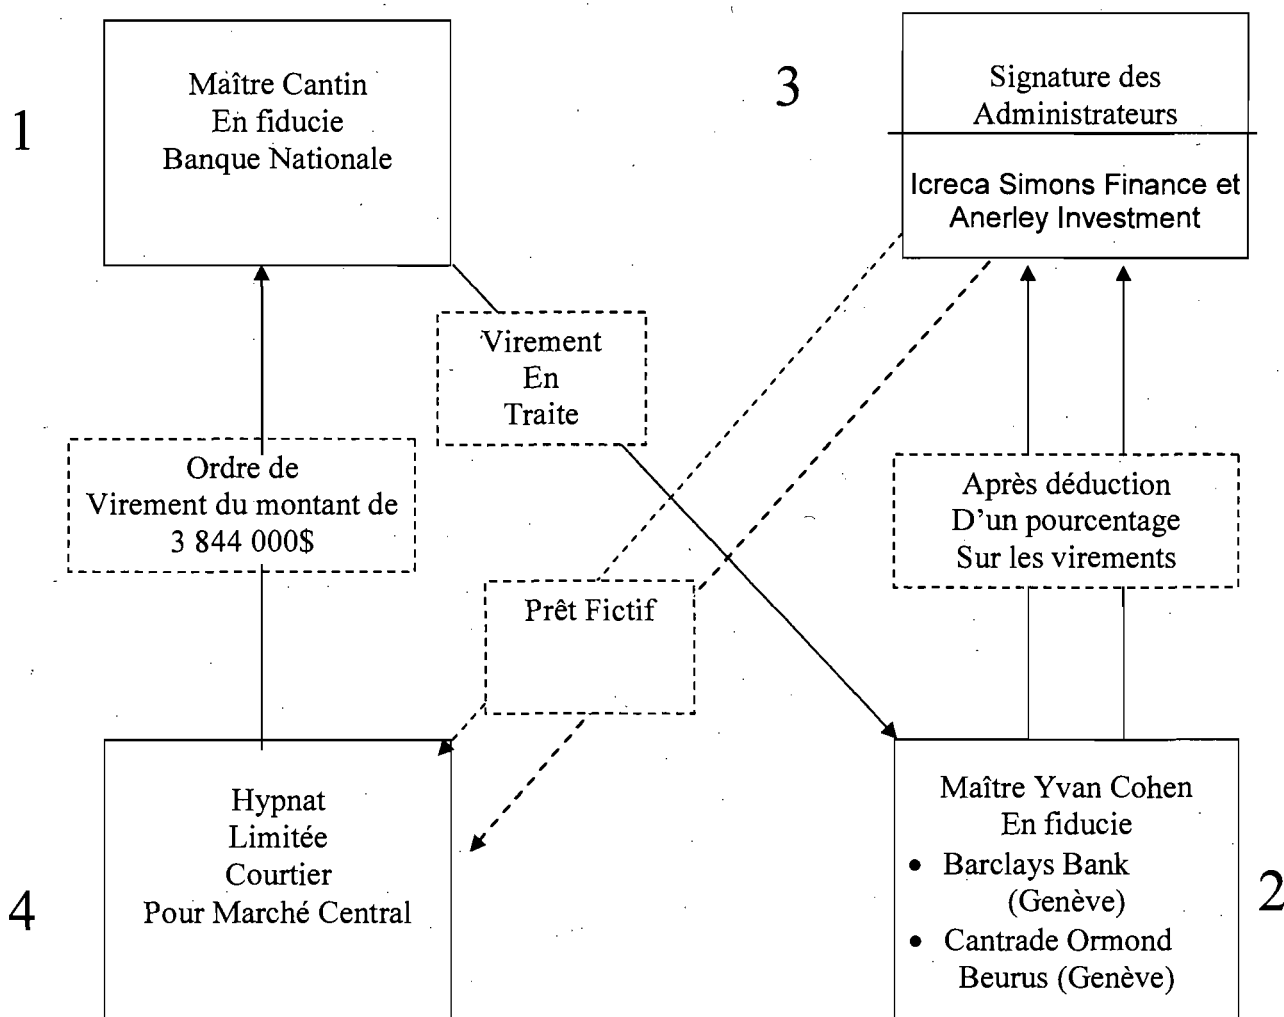 1
Maître Cantin
En fiducie
Banque Nationale
3
Signature des
Administrateurs
Icreca Simons Finance et
Anerley Investment
Virement
En
Traite
Ordre de
Virement du montant de
3 844 000$
Après déduction
D'un pourcentage
Sur les virements
Prêt Fictif
4
Hypnat
Limitée
Courtier
Pour Marché Central
Maître Yvan Cohen
En fiducie
• Barclays Bank
(Genève)
• Cantrade Ormond
Beurus (Genève)
2